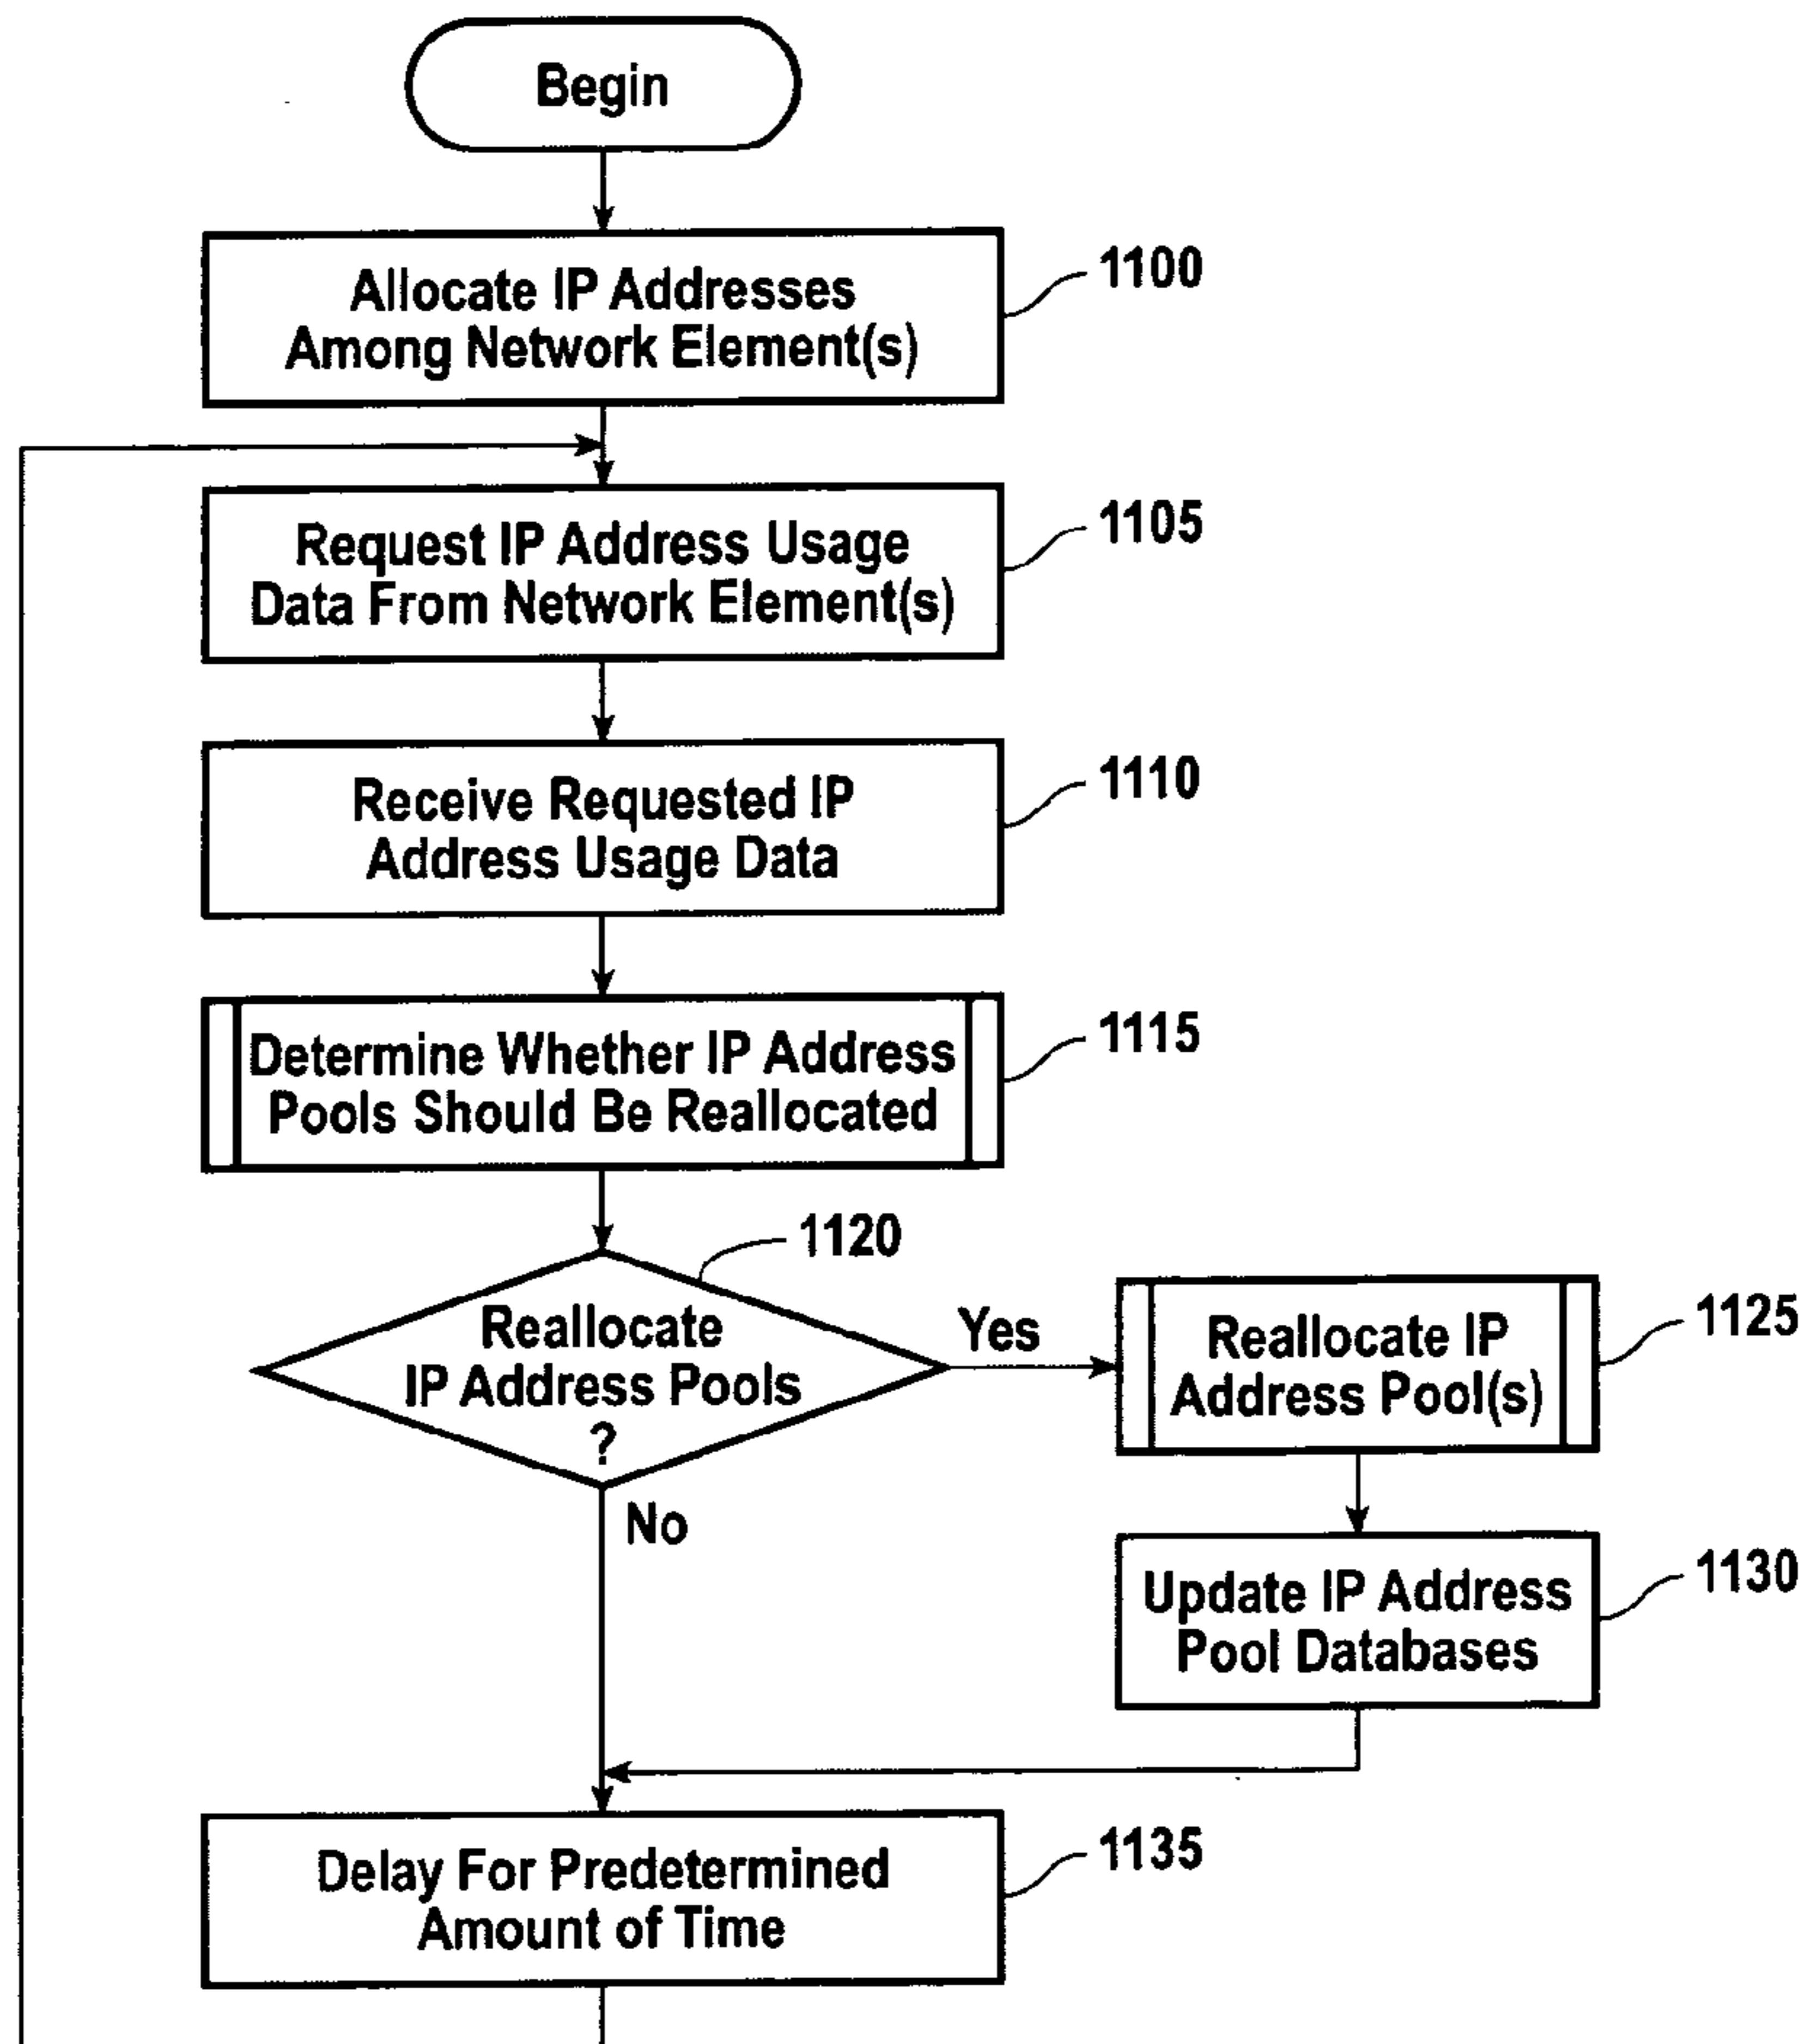 Begin
Allocate IP Addresses
Among Network Element(s)
1100
Request IP Address Usage
Data From Network Element(s)
1105
Receive Requested IP
Address Usage Data
1110
Determine Whether IP Address
Pools Should Be Reallocated
1115
1120
Reallocate
IP Address Pools
?
Yes
No
Reallocate IP
Address Pool(s)
1125
Update IP Address
Pool Databases
1130
Delay For Predetermined
Amount of Time
1135